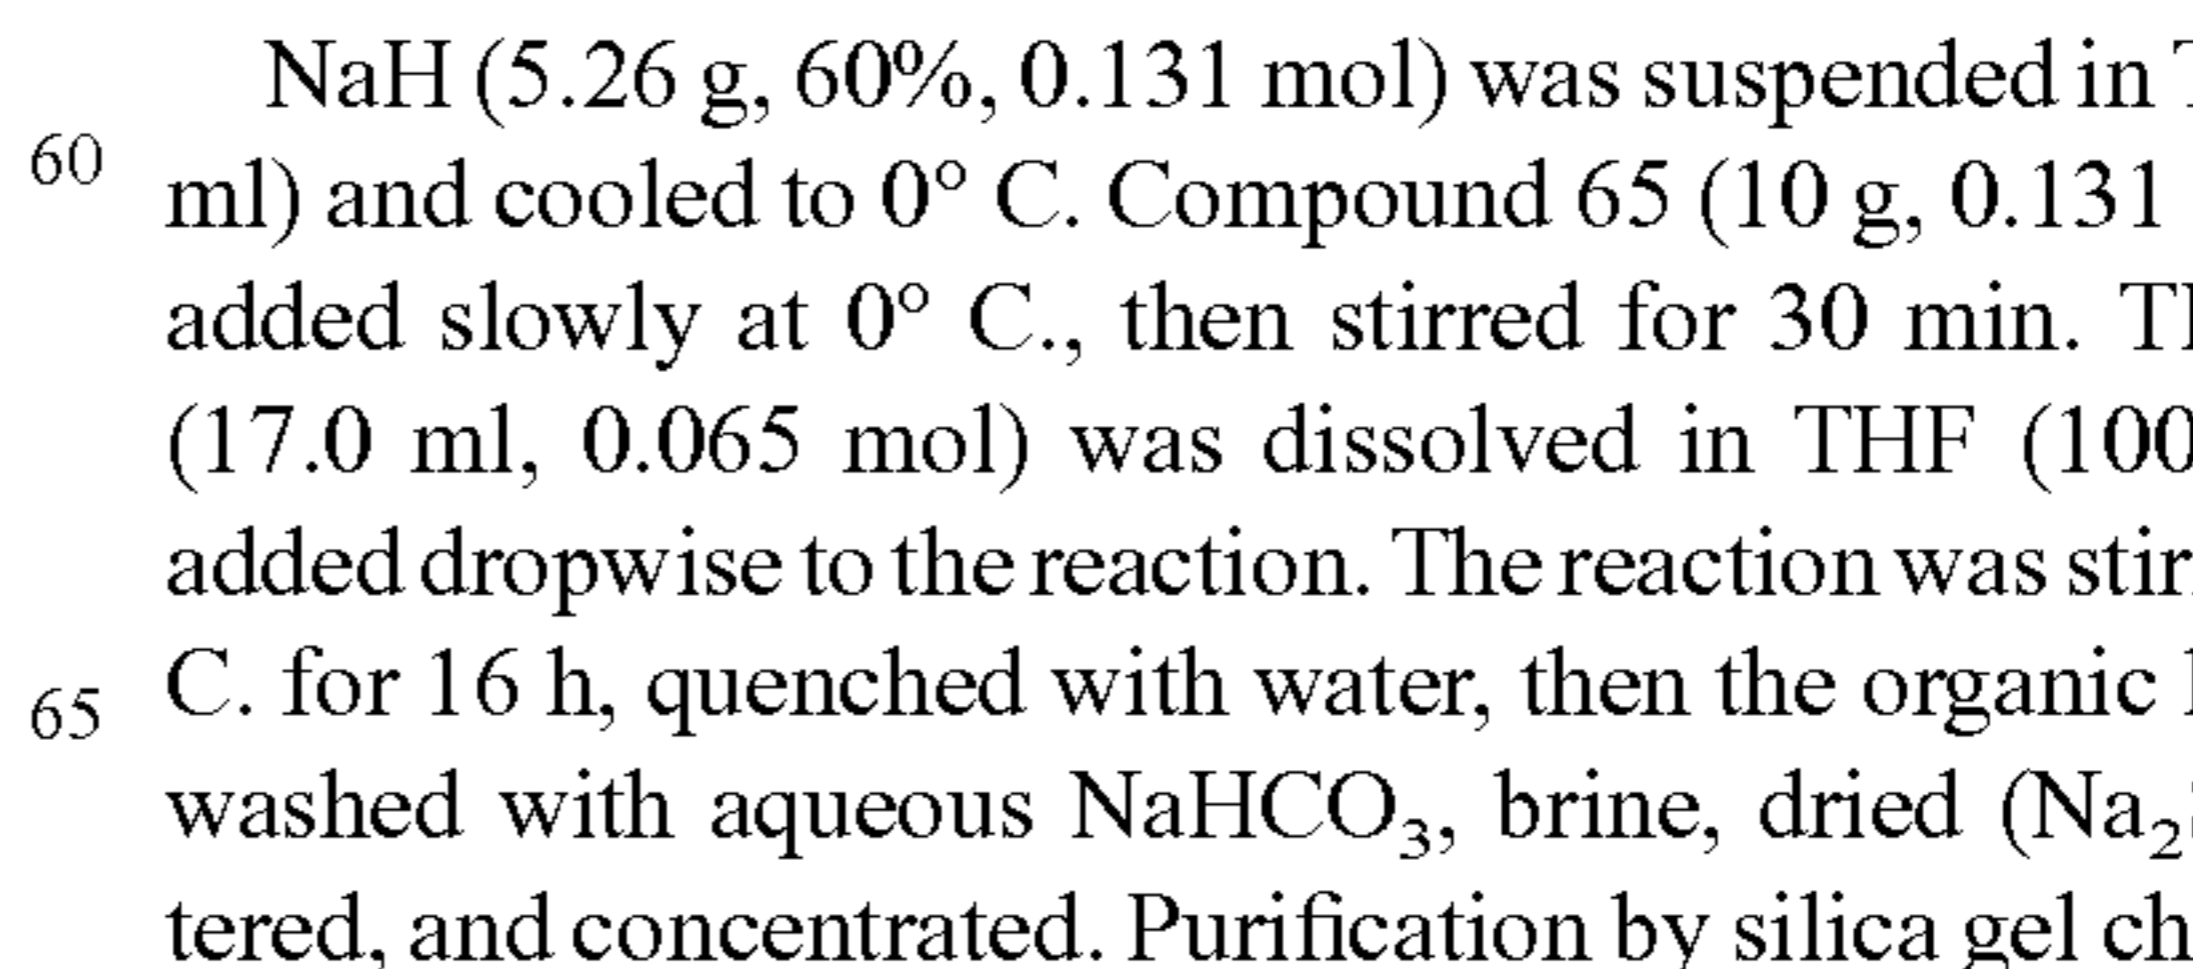 NaH (5.26 g, 60%, 0.131 mol) was suspended in
60
ml) and cooled to 0° C. Compound 65 (10 g, 0.131
added slowly at 0° C., then stirred for 30 min.
(17.0 ml, 0.065 mol) was dissolved in THF (100
added dropwise to the reaction. The reaction was
C. for 16 h, quenched with water, then the organic
65
washed with aqueous NaHCO₃, brine, dried (Na₂
tered, and concentrated. Purification by silica gel